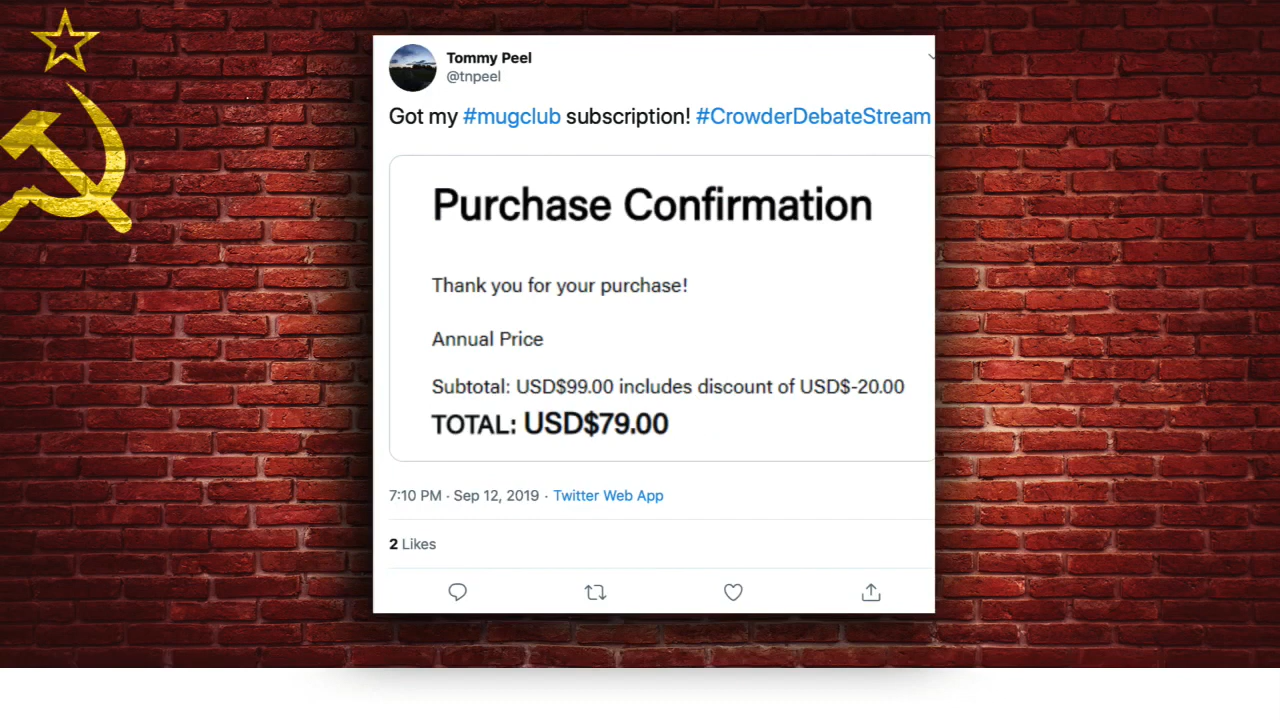 Tommy Peel
@tnpeel
Got my #mugclub subscription! #CrowderDebateStream
Purchase Confirmation
Thank you for your purchase!
Annual Price
Subtotal: USD$99.00 includes discount of USD$-20.00
TOTAL: USD$79.00
7:10 PM · Sep 12, 2019 · Twitter Web App
2 Likes